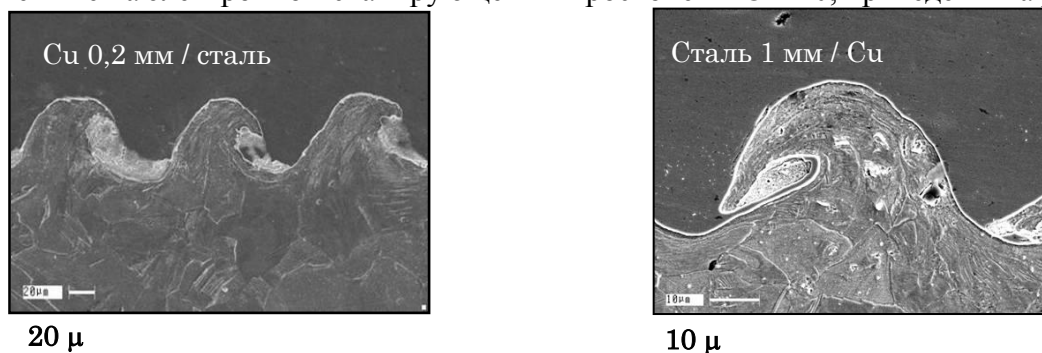 Cu 0,2 мм / сталь
Сталь 1 мм / Cu
20µm
10µm
20 μ
10 μ